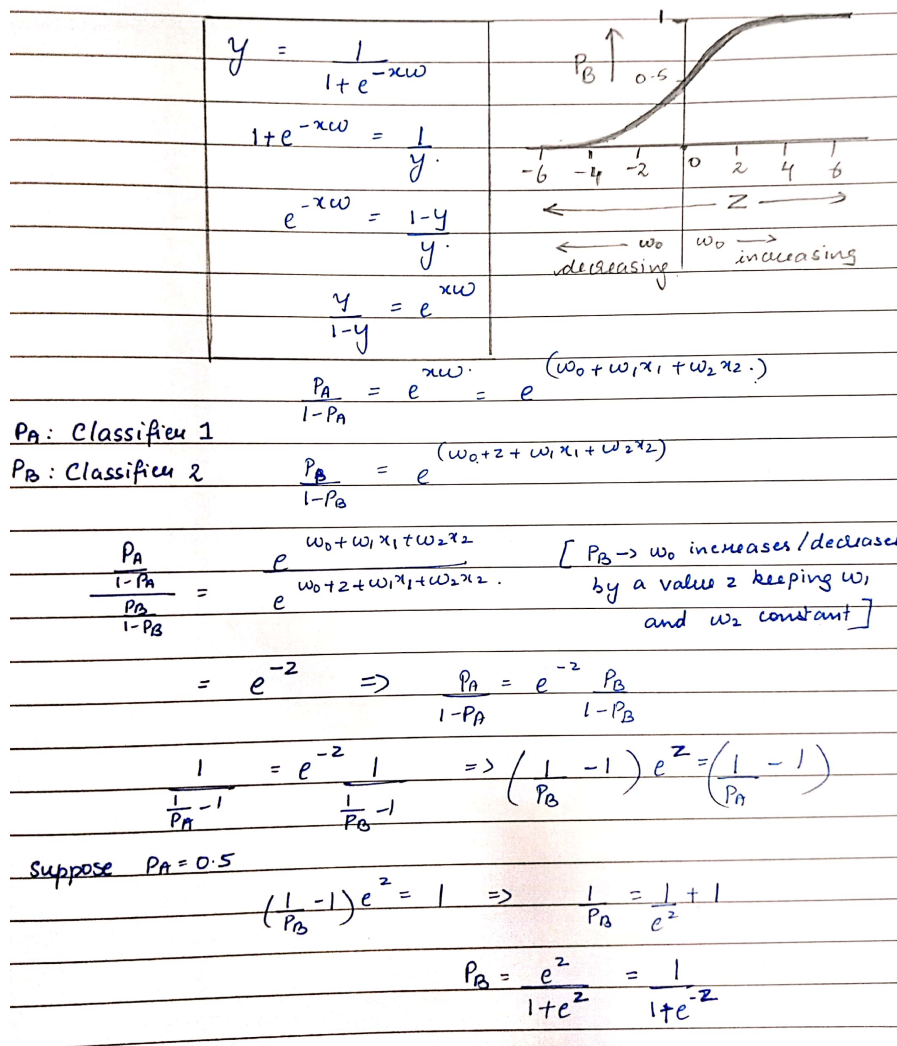 y = 1 / (1+e^(-xw))
1+e^(-xw) = 1/y.
e^(-xw) = (1-y)/y.
y/(1-y) = e^(xw)
1
P_B ↑ 0.5
-6 -4 -2 0 2 4 6
← Z →
← w₀ decreasing | w₀ → increasing
P_A/(1-P_A) = e^(xw.) = e^(w₀+w₁x₁+w₂x₂.)
P_A: Classifier 1
P_B: Classifier 2 P_B/(1-P_B) = e^(w₀+z+w₁x₁+w₂x₂)
(P_A/(1-P_A)) / (P_B/(1-P_B)) = e^(w₀+w₁x₁+w₂x₂) / e^(w₀+z+w₁x₁+w₂x₂.)
[ P_B → w₀ increases/decreases
by a value z keeping w₁
and w₂ constant ]
= e^(-z) => P_A/(1-P_A) = e^(-z) P_B/(1-P_B)
1/(1/P_A -1) = e^(-z) 1/(1/P_B -1) => (1/P_B -1) e^z = (1/P_A -1)
Suppose P_A = 0.5
(1/P_B -1) e^z = 1 => 1/P_B = 1/e^z + 1
P_B = e^z/(1+e^z) = 1/(1+e^(-z))